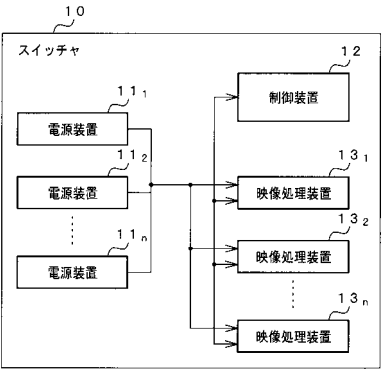 10
スイッチャ
11₁
電源装置
11₂
電源装置
11ₙ
電源装置
12
制御装置
13₁
映像処理装置
13₂
映像処理装置
13ₙ
映像処理装置